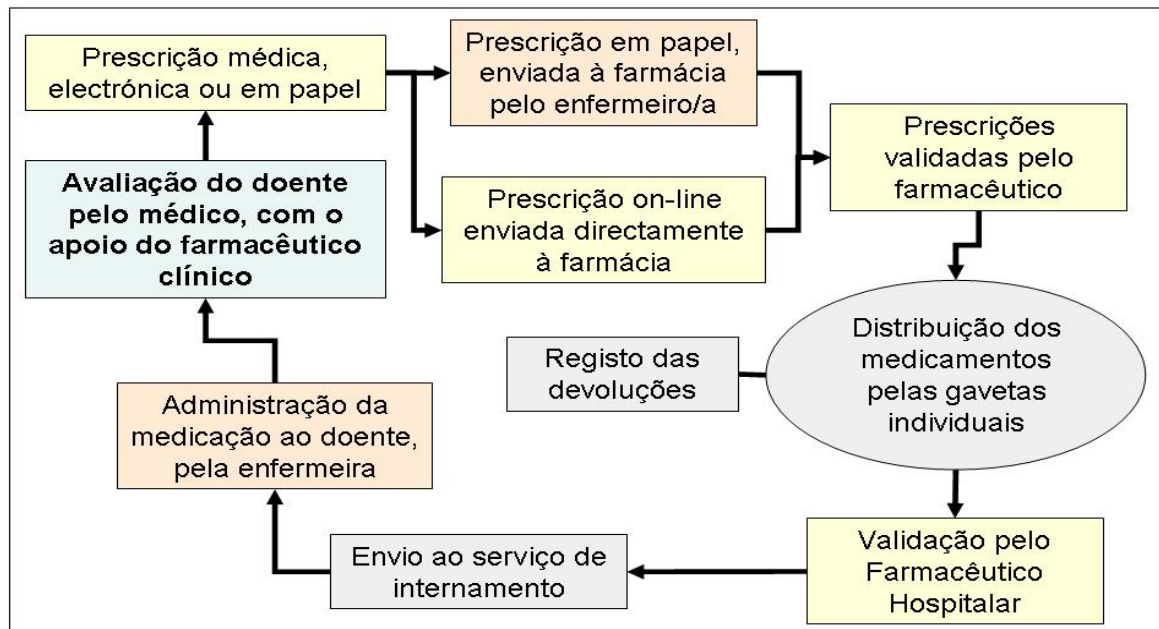 Prescrição médica,
electrónica ou em papel
Prescrição em papel,
enviada à farmácia
pelo enfermeiro/a
Prescrição on-line
enviada directamente
à farmácia
Prescrições
validadas pelo
farmacêutico
Avaliação do doente
pelo médico, com o
apoio do farmacêutico
clínico
Distribuição dos
medicamentos
pelas gavetas
individuais
Registo das
devoluções
Administração da
medicação ao doente,
pela enfermeira
Envio ao serviço de
internamento
Validação pelo
Farmacêutico
Hospitalar